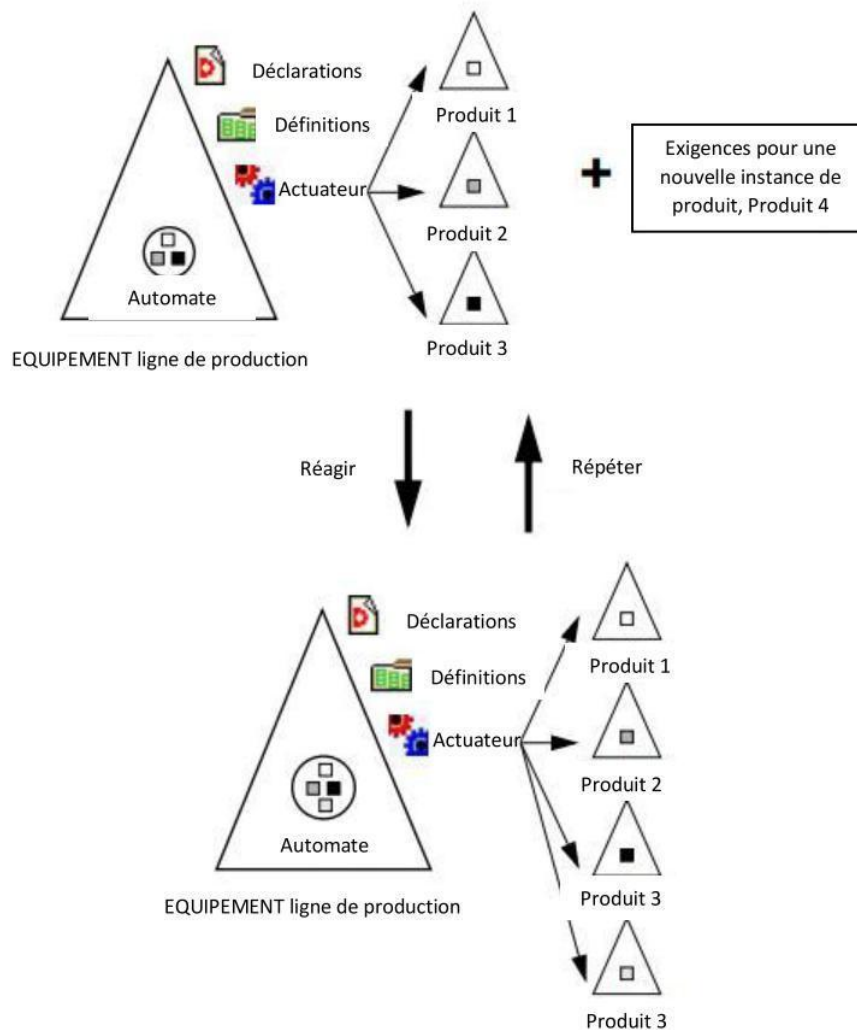 Déclarations
Définitions
Actuateur
Automate
EQUIPEMENT ligne de production
Produit 1
Produit 2
Produit 3
Exigences pour une
nouvelle instance de
produit, Produit 4
Réagir
Répéter
Déclarations
Définitions
Actuateur
Automate
EQUIPEMENT ligne de production
Produit 1
Produit 2
Produit 3
Produit 3